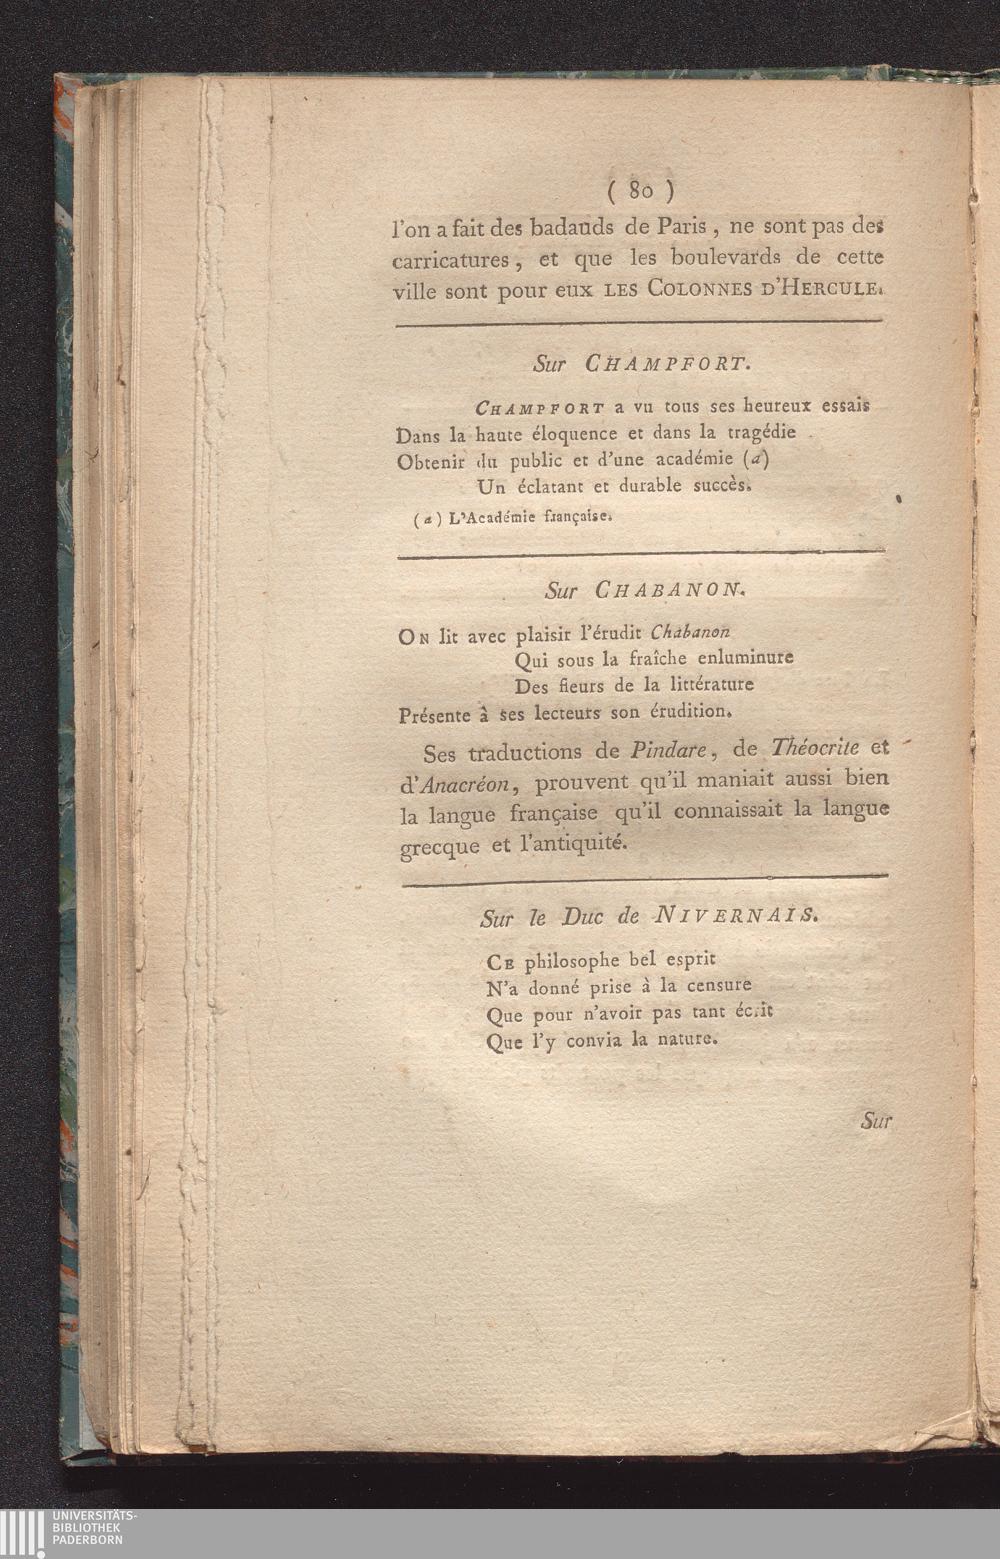 ( 80 )
l'on a fait des badauds de Paris , ne sont pas des
carricatures , et que les boulevards de cette
ville sont pour eux LES COLONNES D'HERCULE.
Sur CHAMPFORT.
CHAMPFORT a vu tous ses heureux essais
Dans la haute éloquence et dans la tragédie
Obtenir du public et d'une académie (a)
Un éclatant et durable succès.
(a) L'Académie française.
Sur CHABANON.
ON lit avec plaisir l'érudit Chabanon
Qui sous la fraîche enluminure
Des fleurs de la littérature
Présente à ses lecteurs son érudition.
Ses traductions de Pindare, de Théocrite et
d'Anacréon, prouvent qu'il maniait aussi bien
la langue française qu'il connaissait la langue
grecque et l'antiquité.
Sur le Duc de NIVERNAIS.
CE philosophe bel esprit
N'a donné prise à la censure
Que pour n'avoir pas tant écrit
Que l'y convia la nature.
Sur
UNIVERSITÄTS-
BIBLIOTHEK
PADERBORN